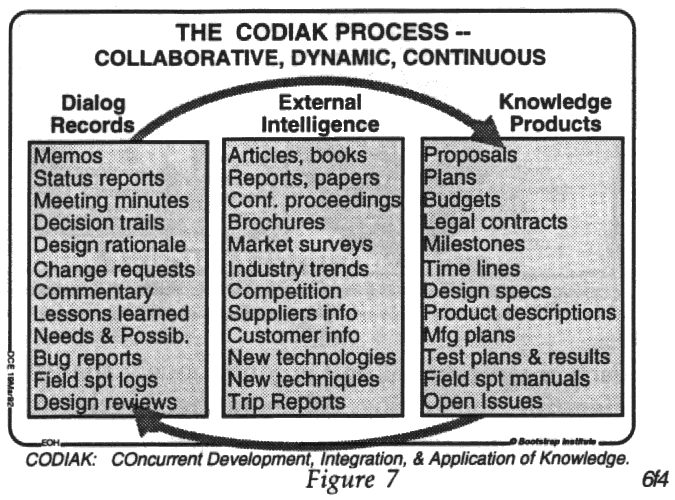 THE CODIAK PROCESS --
COLLABORATIVE, DYNAMIC, CONTINUOUS
Dialog
Records
Memos
Status reports
Meeting minutes
Decision trails
Design rationale
Change requests
Commentary
Lessons learned
Needs & Possib.
Bug reports
Field spt logs
Design reviews
External
Intelligence
Articles, books
Reports, papers
Conf. proceedings
Brochures
Market surveys
Industry trends
Competition
Suppliers info
Customer info
New technologies
New techniques
Trip Reports
Knowledge
Products
Proposals
Plans
Budgets
Legal contracts
Milestones
Time lines
Design specs
Product descriptions
Mfg plans
Test plans & results
Field spt manuals
Open Issues
EOH
© Bootstrap Institute
CODIAK: COncurrent Development, Integration, & Application of Knowledge.
Figure 7